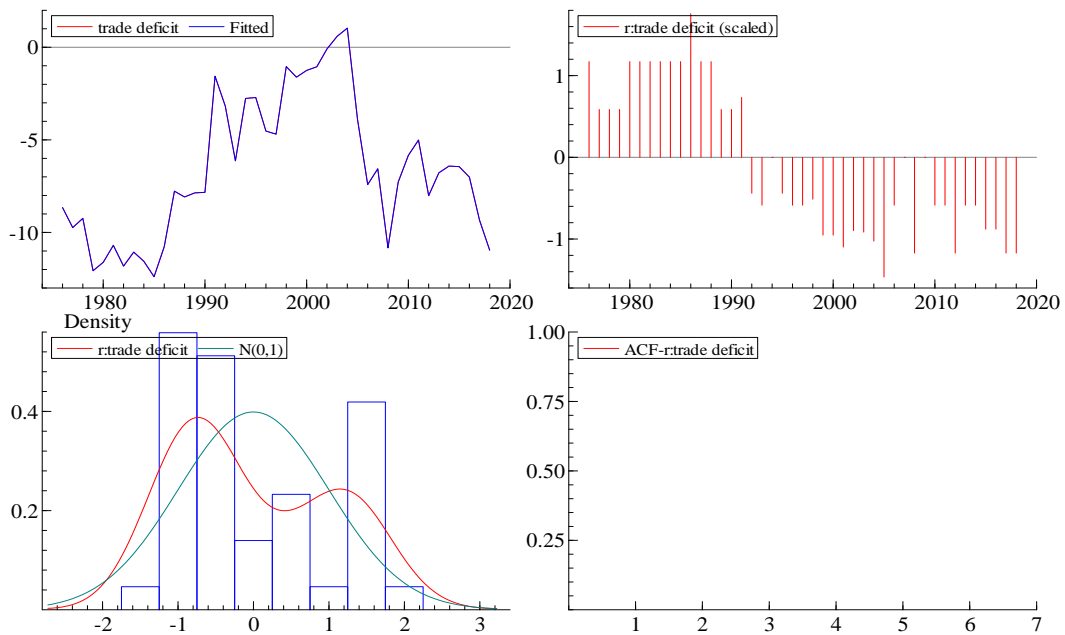 trade deficit Fitted
0
-5
-10
1980 1990 2000 2010 2020
r:trade deficit (scaled)
1
0
-1
1980 1990 2000 2010 2020
Density
r:trade deficit N(0,1)
0.4
0.2
-2 -1 0 1 2 3
ACF-r:trade deficit
1.00
0.75
0.50
0.25
1 2 3 4 5 6 7